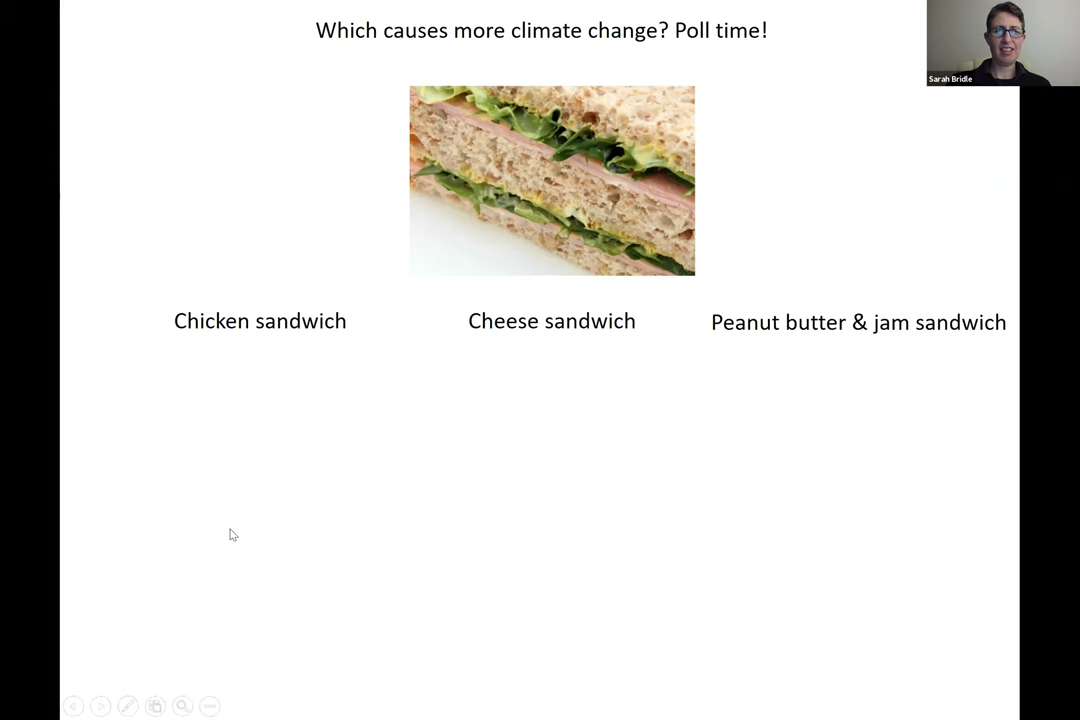 Which causes more climate change? Poll time!
Sarah Bridle
Chicken sandwich
Cheese sandwich
Peanut butter & jam sandwich